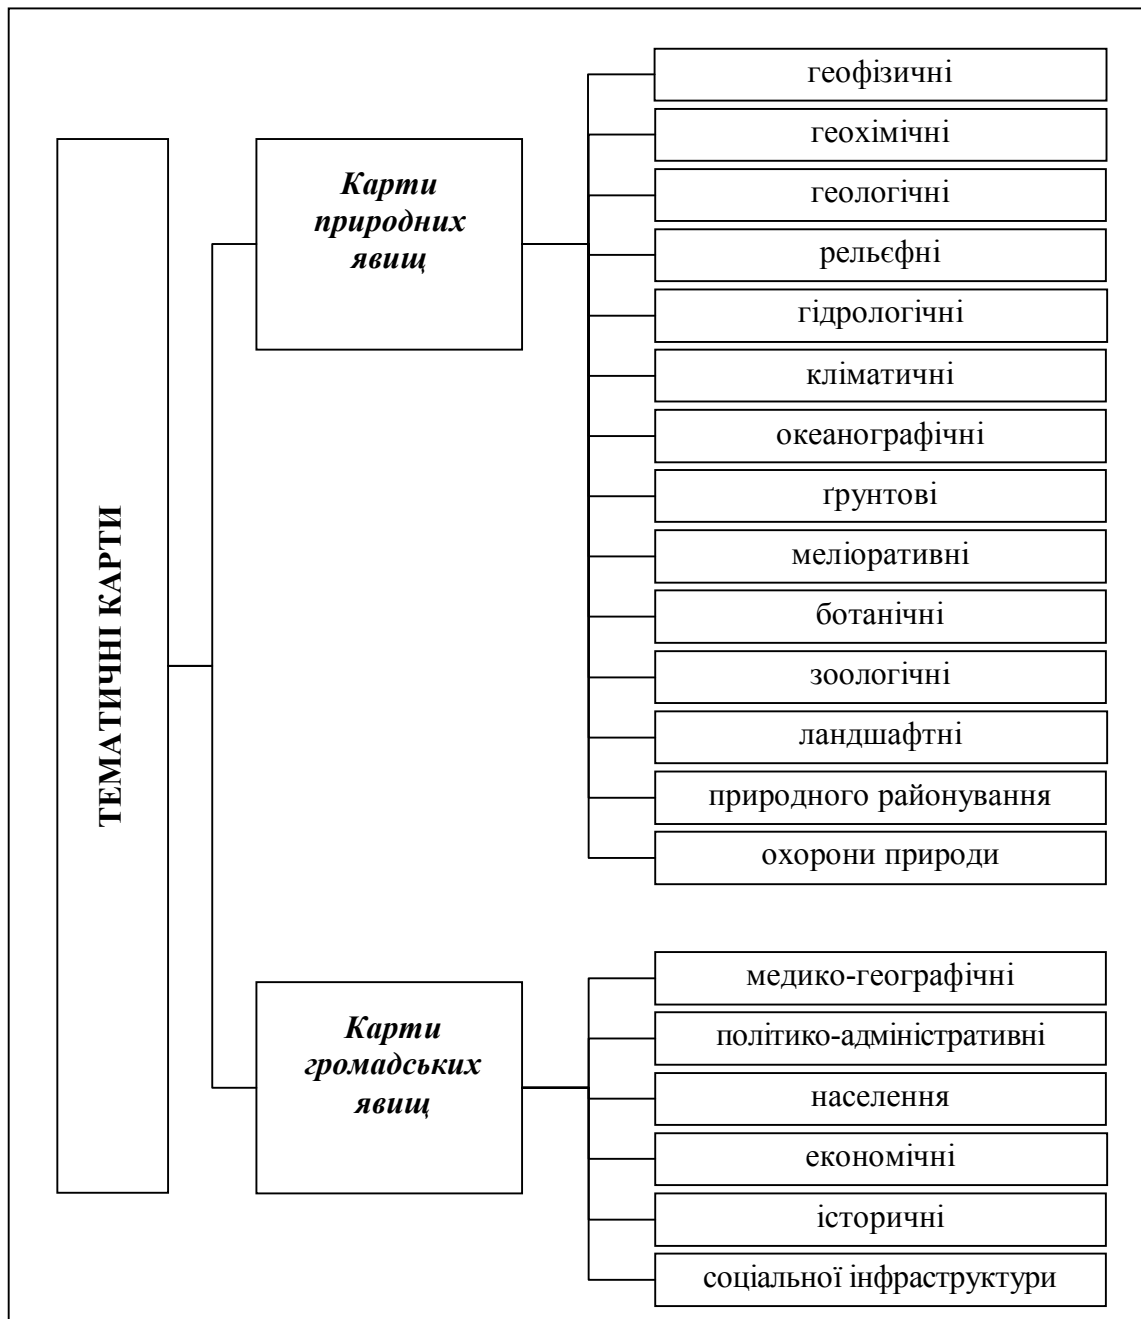 ТЕМАТИЧНІ КАРТИ
Карти
природних
явищ
геофізичні
геохімічні
геологічні
рельєфні
гідрологічні
кліматичні
океанографічні
ґрунтові
меліоративні
ботанічні
зоологічні
ландшафтні
природного районування
охорони природи
Карти
громадських
явищ
медико-географічні
політико-адміністративні
населення
економічні
історичні
соціальної інфраструктури